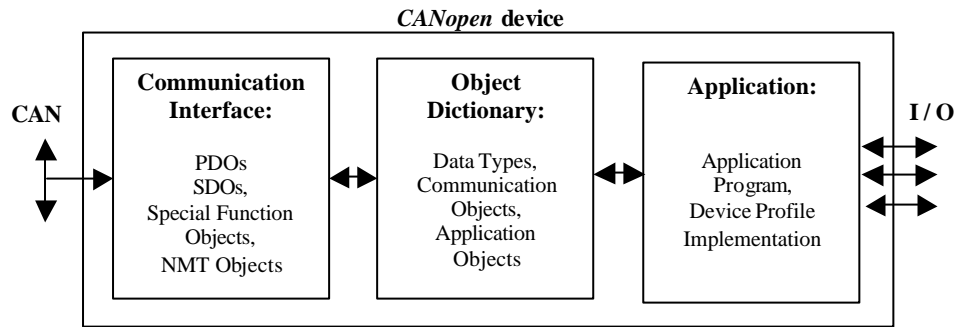 CANopen device
CAN
Communication
Interface:
PDOs
SDOs,
Special Function
Objects,
NMT Objects
Object
Dictionary:
Data Types,
Communication
Objects,
Application
Objects
Application:
Application
Program,
Device Profile
Implementation
I / O